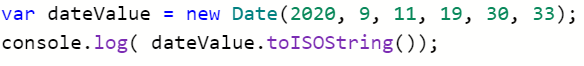 var dateValue = new Date(2020, 9, 11, 19, 30, 33);
console.log( dateValue.toISOString());